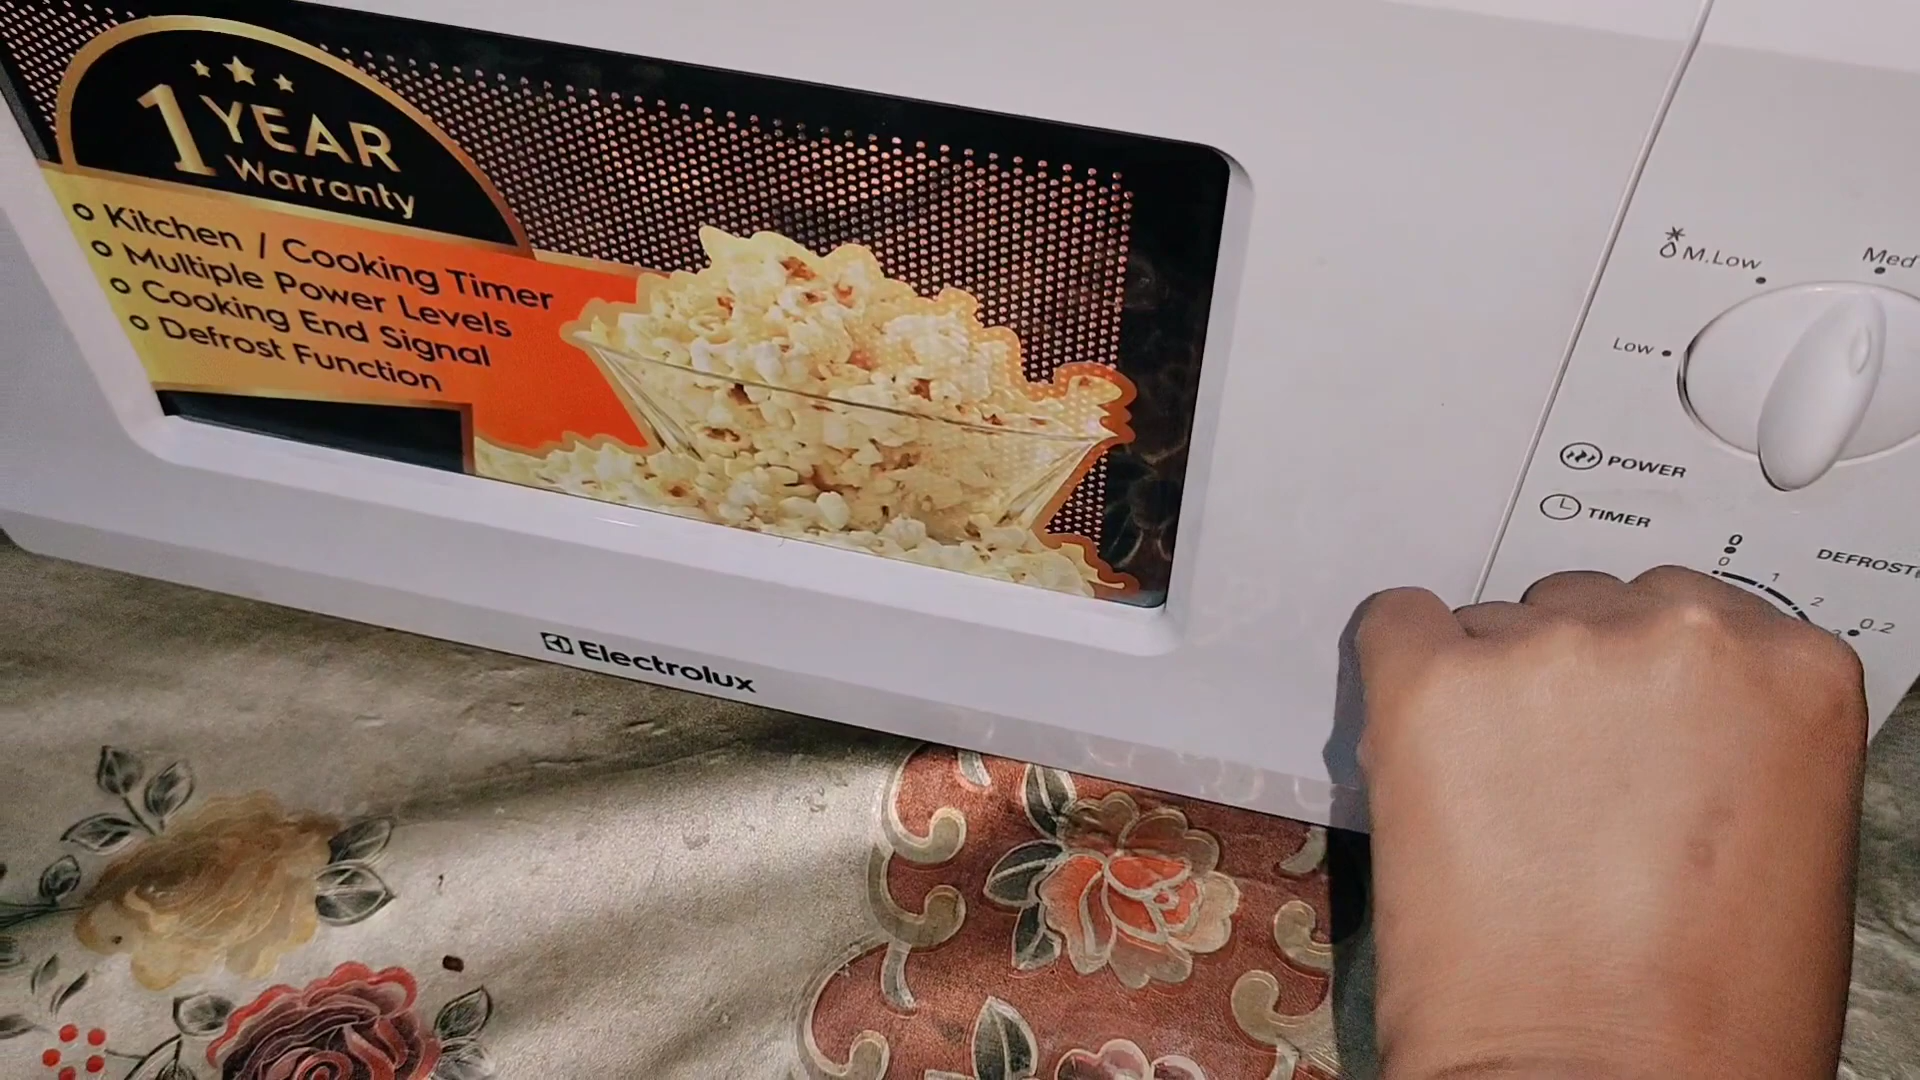 1 YEAR
Warranty
Kitchen / Cooking Timer
Multiple Power Levels
Cooking End Signal
Defrost Function
Electrolux
M.Low
Med
Low
POWER
TIMER
0
DEFROST
0
1
2
0.2